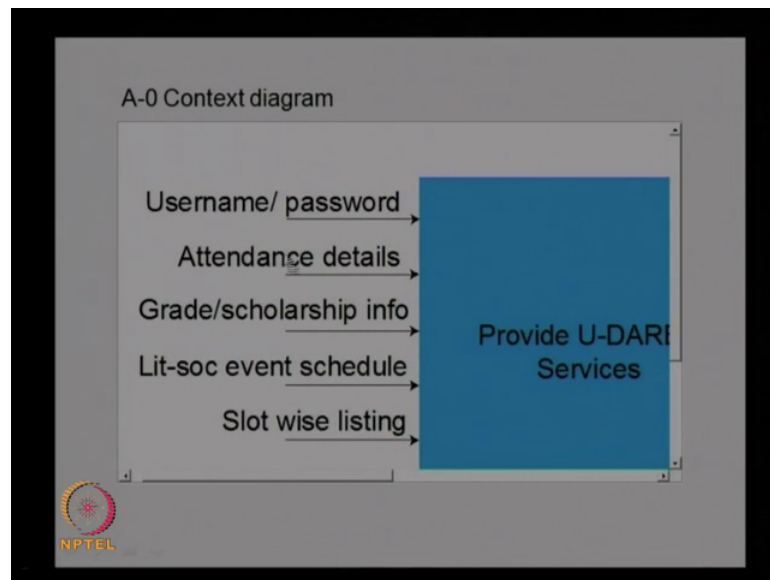 A-0 Context diagram
Username/ password
Attendance details
Grade/scholarship info
Lit-soc event schedule
Slot wise listing
Provide U-DARE
Services
NPTEL